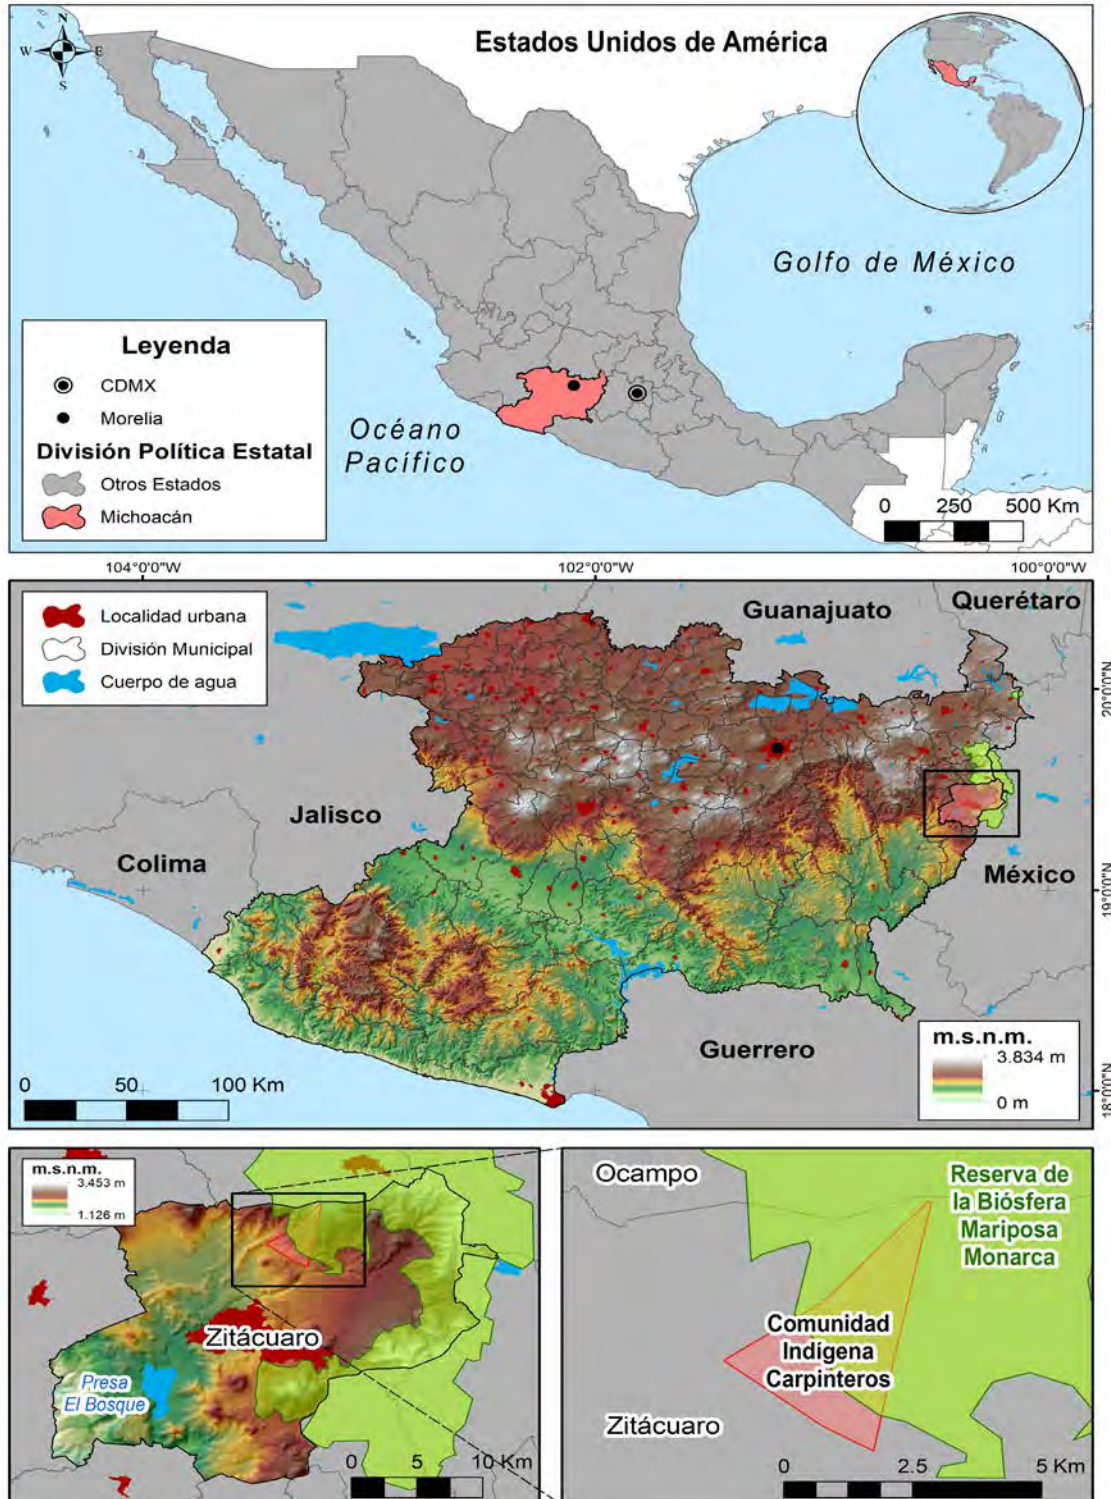 N
W E
S
Estados Unidos de América
Golfo de México
Océano
Pacífico
Leyenda
CDMX
Morelia
División Política Estatal
Otros Estados
Michoacán
0 250 500 Km
104°0'0"W 102°0'0"W 100°0'0"W
Localidad urbana
División Municipal
Cuerpo de agua
Guanajuato
Querétaro
20°0'0"N
Jalisco
Colima
México
19°0'0"N
Guerrero
m.s.n.m.
3.834 m
0 m
18°0'0"N
0 50 100 Km
m.s.n.m.
3.453 m
1.126 m
Zitácuaro
Presa
El Bosque
0 5 10 Km
Ocampo
Reserva de
la Biósfera
Mariposa
Monarca
Comunidad
Indígena
Carpinteros
Zitácuaro
0 2.5 5 Km